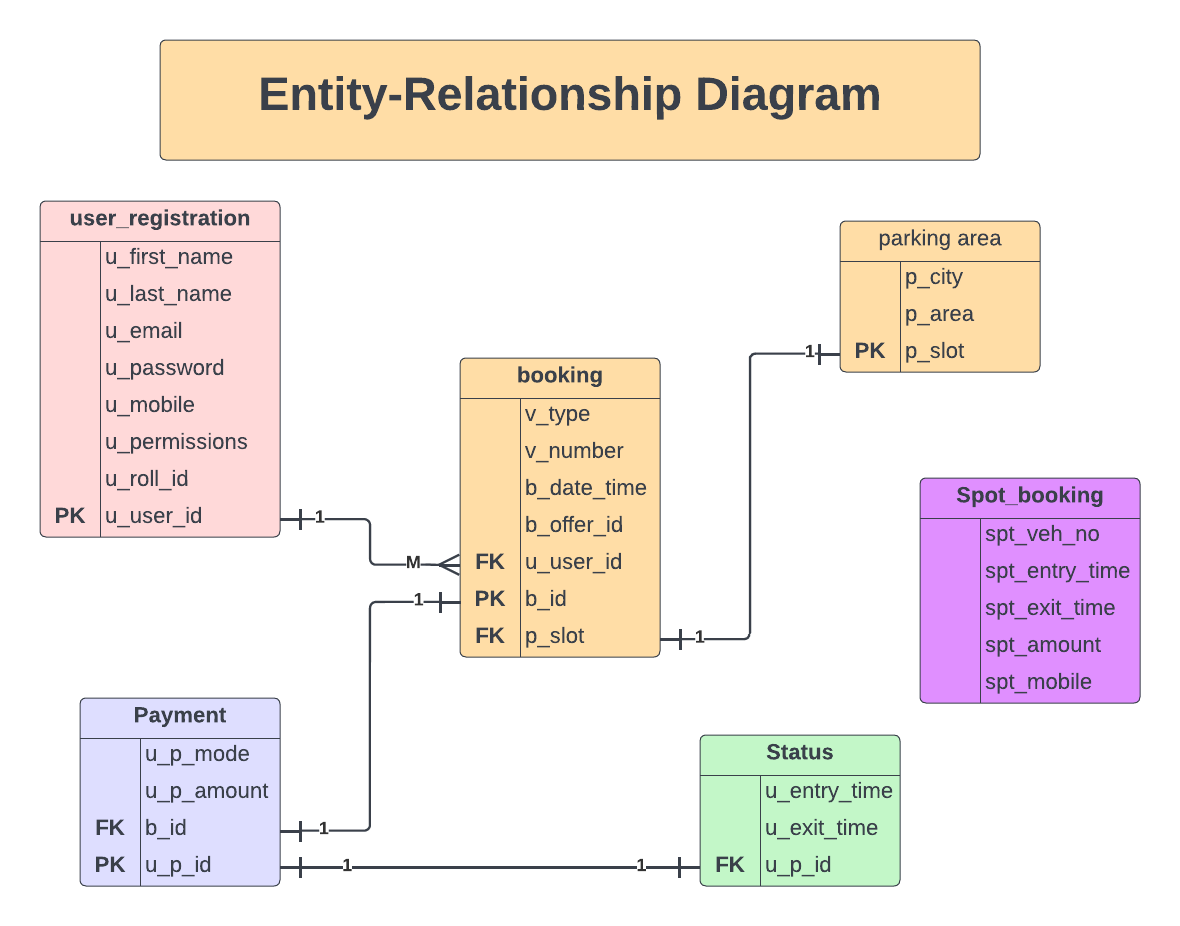 Entity-Relationship Diagram
user_registration
u_first_name
u_last_name
u_email
u_password
u_mobile
u_permissions
u_roll_id
PK u_user_id
parking area
p_city
p_area
PK p_slot
booking
v_type
v_number
b_date_time
b_offer_id
FK u_user_id
PK b_id
FK p_slot
1
M
1
1
1
Spot_booking
spt_veh_no
spt_entry_time
spt_exit_time
spt_amount
spt_mobile
Payment
u_p_mode
u_p_amount
FK b_id
PK u_p_id
1
1
1
Status
u_entry_time
u_exit_time
FK u_p_id